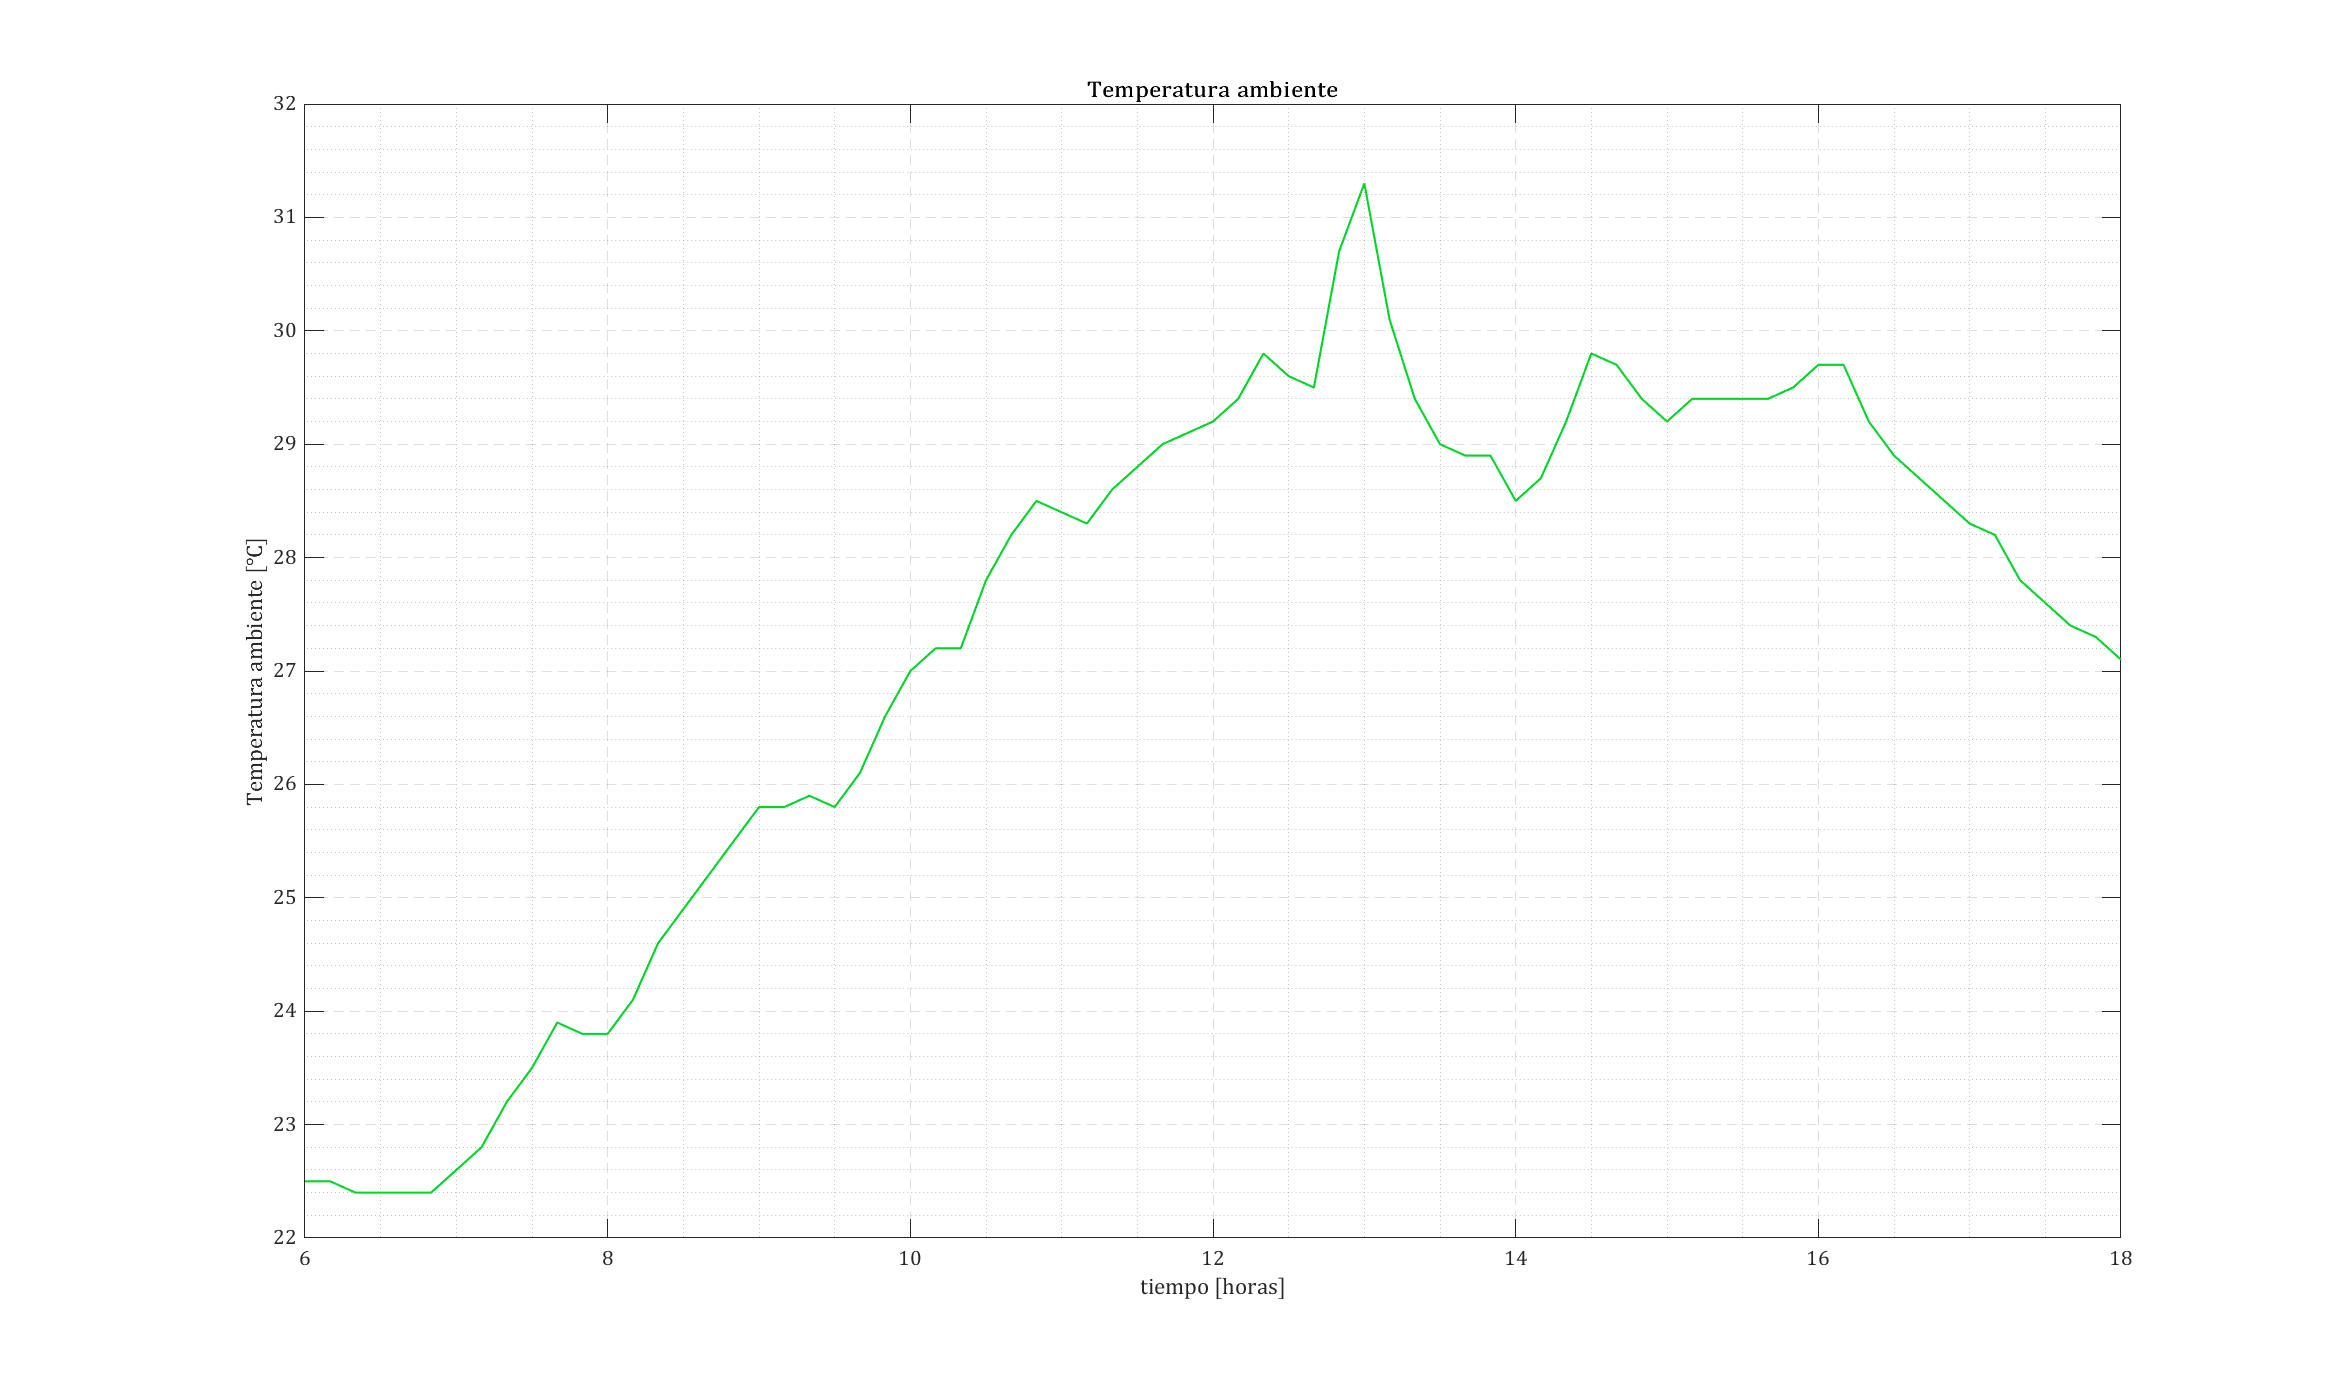 Temperatura ambiente
32
31
30
29
28
27
26
25
24
23
22
Temperatura ambiente [°C]
6 8 10 12 14 16 18
tiempo [horas]